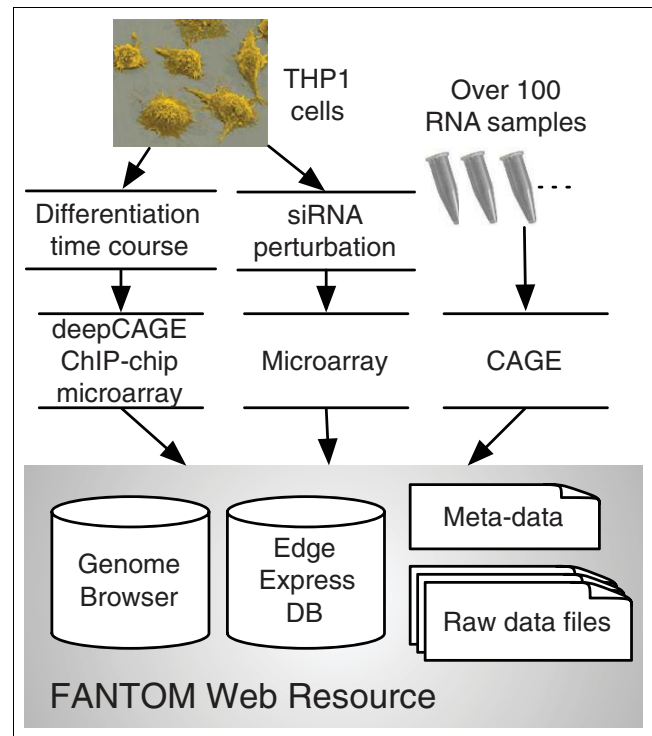 THP1
cells
Over 100
RNA samples
Differentiation
time course
siRNA
perturbation
deepCAGE
ChIP-chip
microarray
Microarray
CAGE
Genome
Browser
Edge
Express
DB
Meta-data
Raw data files
FANTOM Web Resource